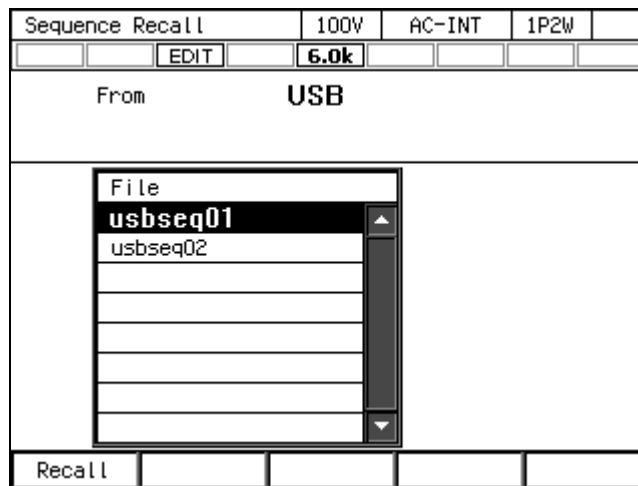 Sequence Recall 100V AC-INT 1P2W
EDIT 6.0k
From USB
File
usbseq01
usbseq02
Recall